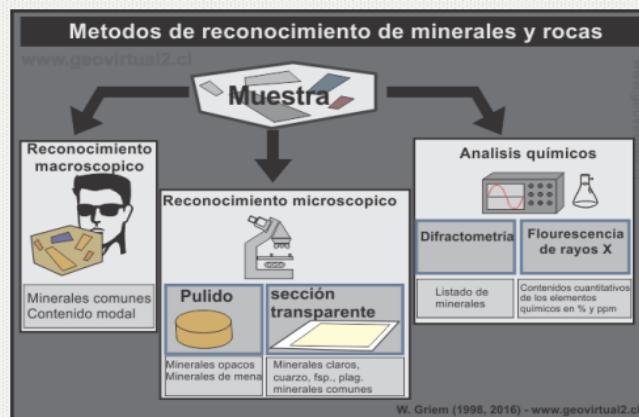 Metodos de reconocimiento de minerales y rocas
www.geovirtual2.cl
Muestra
Reconocimiento
macroscopico
Minerales comunes
Contenido modal
Reconocimiento microscopico
Pulido
Minerales opacos
Minerales de mena
sección
transparente
Minerales claros,
cuarzo, fsp., plag.
minerales comunes
Analisis químicos
Difractometría
Listado de
minerales
Flourescencia
de rayos X
Contenidos cuantitativos
de los elementos
químicos en % y ppm
W. Griem (1998, 2016) - www.geovirtual2.cl